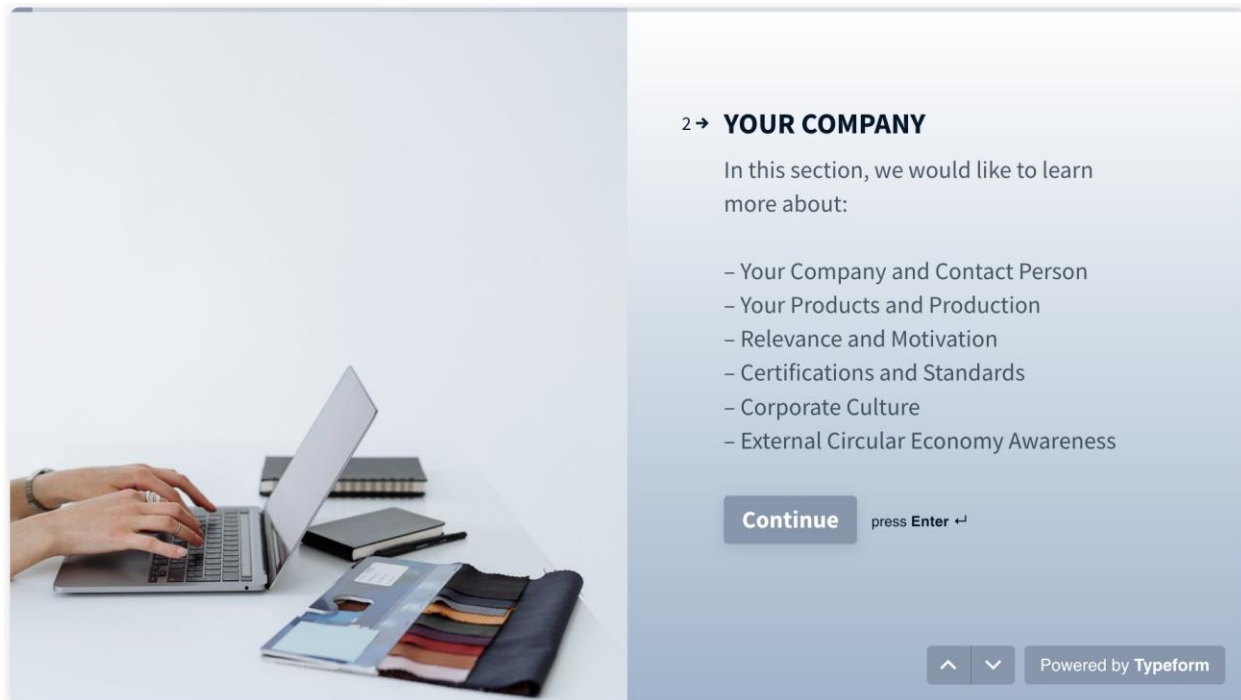 2→ YOUR COMPANY
In this section, we would like to learn
more about:
– Your Company and Contact Person
– Your Products and Production
– Relevance and Motivation
– Certifications and Standards
– Corporate Culture
– External Circular Economy Awareness
Continue press Enter ↵
Powered by Typeform